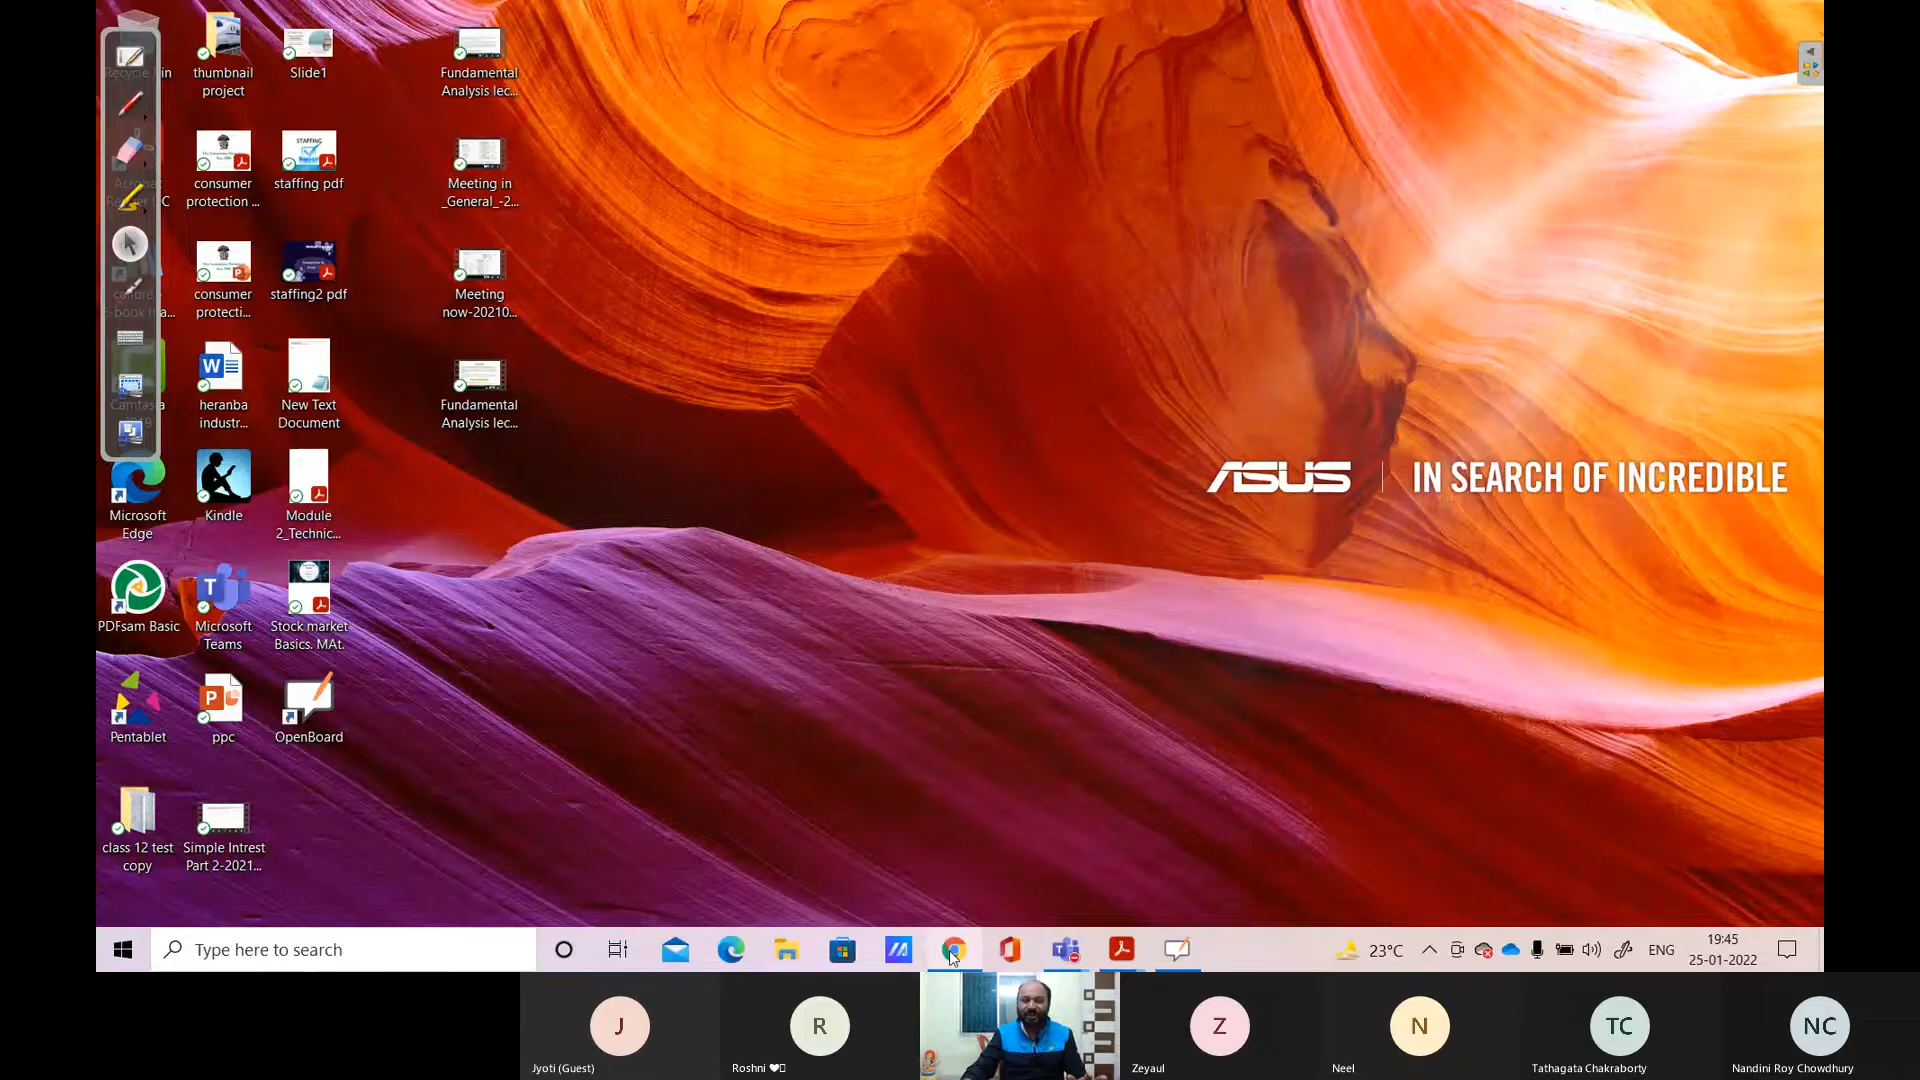 Recycle Bin
thumbnail
project
Slide1
Fundamental
Analysis lec...
consumer
protection ...
STAFFING
staffing pdf
Meeting in
_General_-2...
consumer
protecti...
staffing2 pdf
Meeting
now-20210...
heranba
industr...
New Text
Document
Fundamental
Analysis lec...
Microsoft
Edge
Kindle
Module
2_Technic...
PDFsam Basic
Microsoft
Teams
Stock market
Basics. MAt.
Pentablet
ppc
OpenBoard
class 12 test
copy
Simple Intrest
Part 2-2021...
ASUS
IN SEARCH OF INCREDIBLE
Type here to search
23°C
ENG
19:45
25-01-2022
J
R
Z
N
TC
NC
Jyoti (Guest)
Roshni
Zeyaul
Neel
Tathagata Chakraborty
Nandini Roy Chowdhury